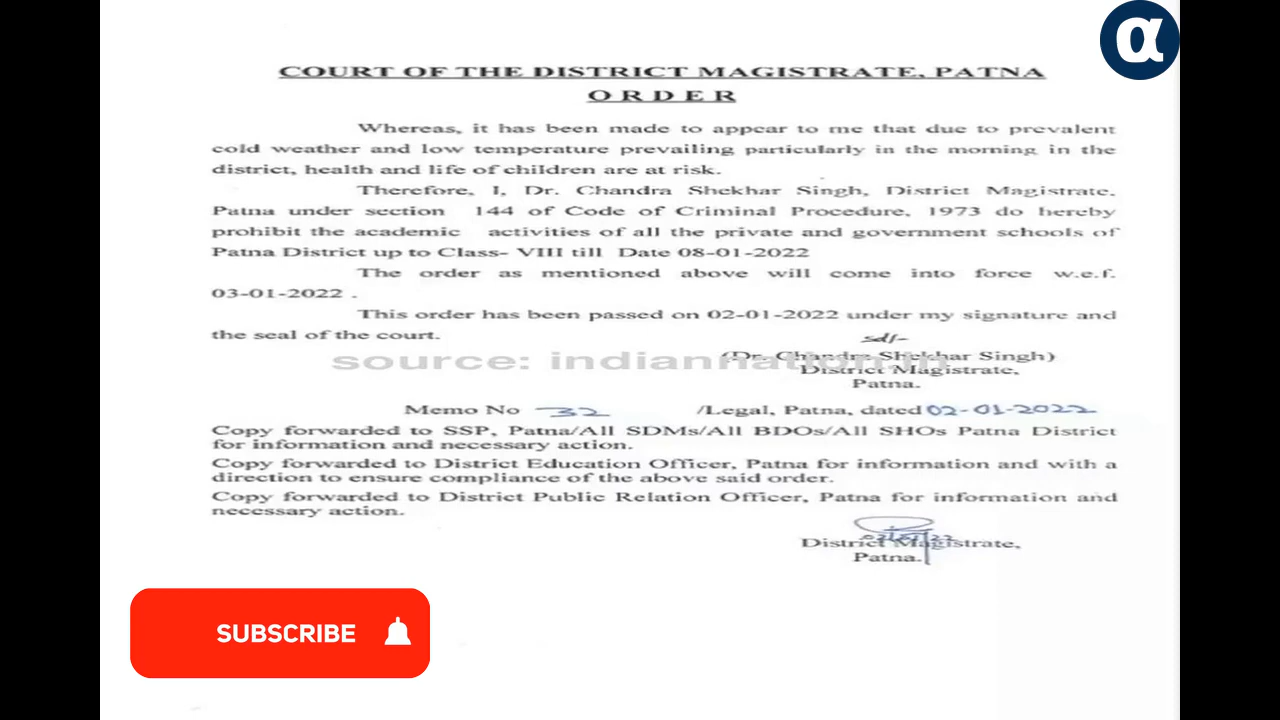 α
COURT OF THE DISTRICT MAGISTRATE, PATNA
O R D E R
Whereas, it has been made to appear to me that due to prevalent
cold weather and low temperature prevailing particularly in the morning in the
district, health and life of children are at risk.
Therefore, I, Dr. Chandra Shekhar Singh, District Magistrate,
Patna under section 144 of Code of Criminal Procedure, 1973 do hereby
prohibit the academic activities of all the private and government schools of
Patna District up to Class- VIII till Date 08-01-2022
The order as mentioned above will come into force w.e.f.
03-01-2022 .
This order has been passed on 02-01-2022 under my signature and
the seal of the court.
sd/-
(Dr. Chandra Shekhar Singh)
source: indiannation.in
District Magistrate,
Patna.
Memo No 32 /Legal, Patna, dated 02-01-2022
Copy forwarded to SSP, Patna/All SDMs/All BDOs/All SHOs Patna District
for information and necessary action.
Copy forwarded to District Education Officer, Patna for information and with a
direction to ensure compliance of the above said order.
Copy forwarded to District Public Relation Officer, Patna for information and
necessary action.
District Magistrate,
Patna.
SUBSCRIBE